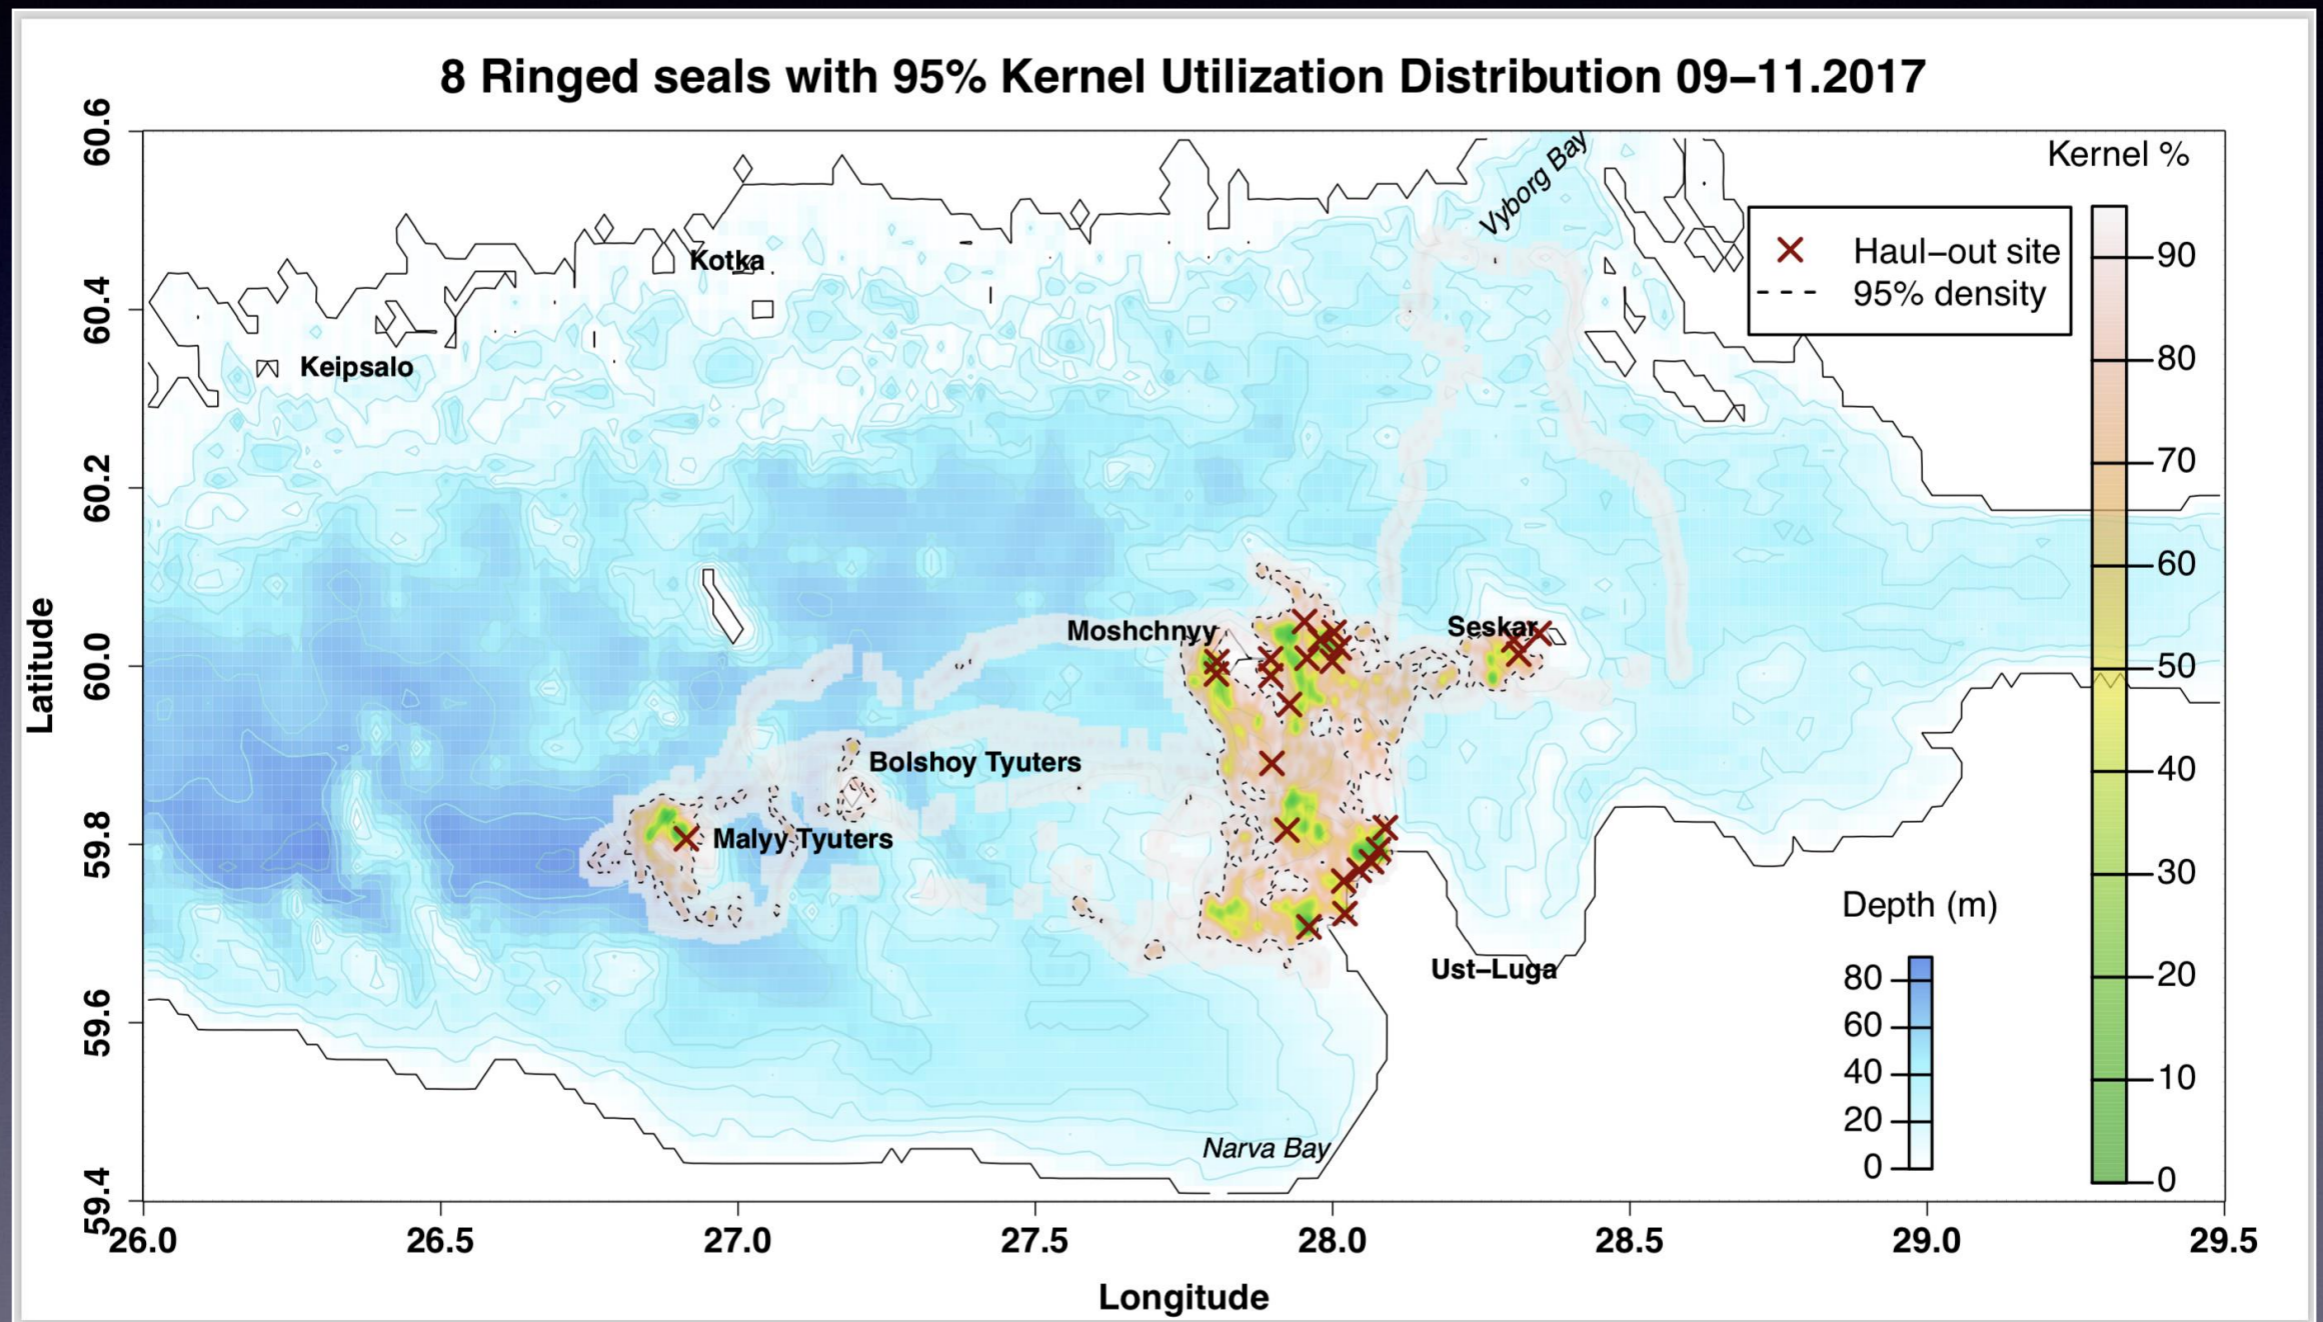 8 Ringed seals with 95% Kernel Utilization Distribution 09–11.2017
60.6
60.4
60.2
60.0
59.8
59.6
59.4
Latitude
Vyborg Bay
Kotka
Keipsalo
Moshchnyy
Seskar
Bolshoy Tyuters
Malyy Tyuters
Ust–Luga
Narva Bay
Kernel %
Haul–out site
95% density
90
80
70
60
50
40
30
20
10
0
Depth (m)
80
60
40
20
0
26.0
26.5
27.0
27.5
28.0
28.5
29.0
29.5
Longitude